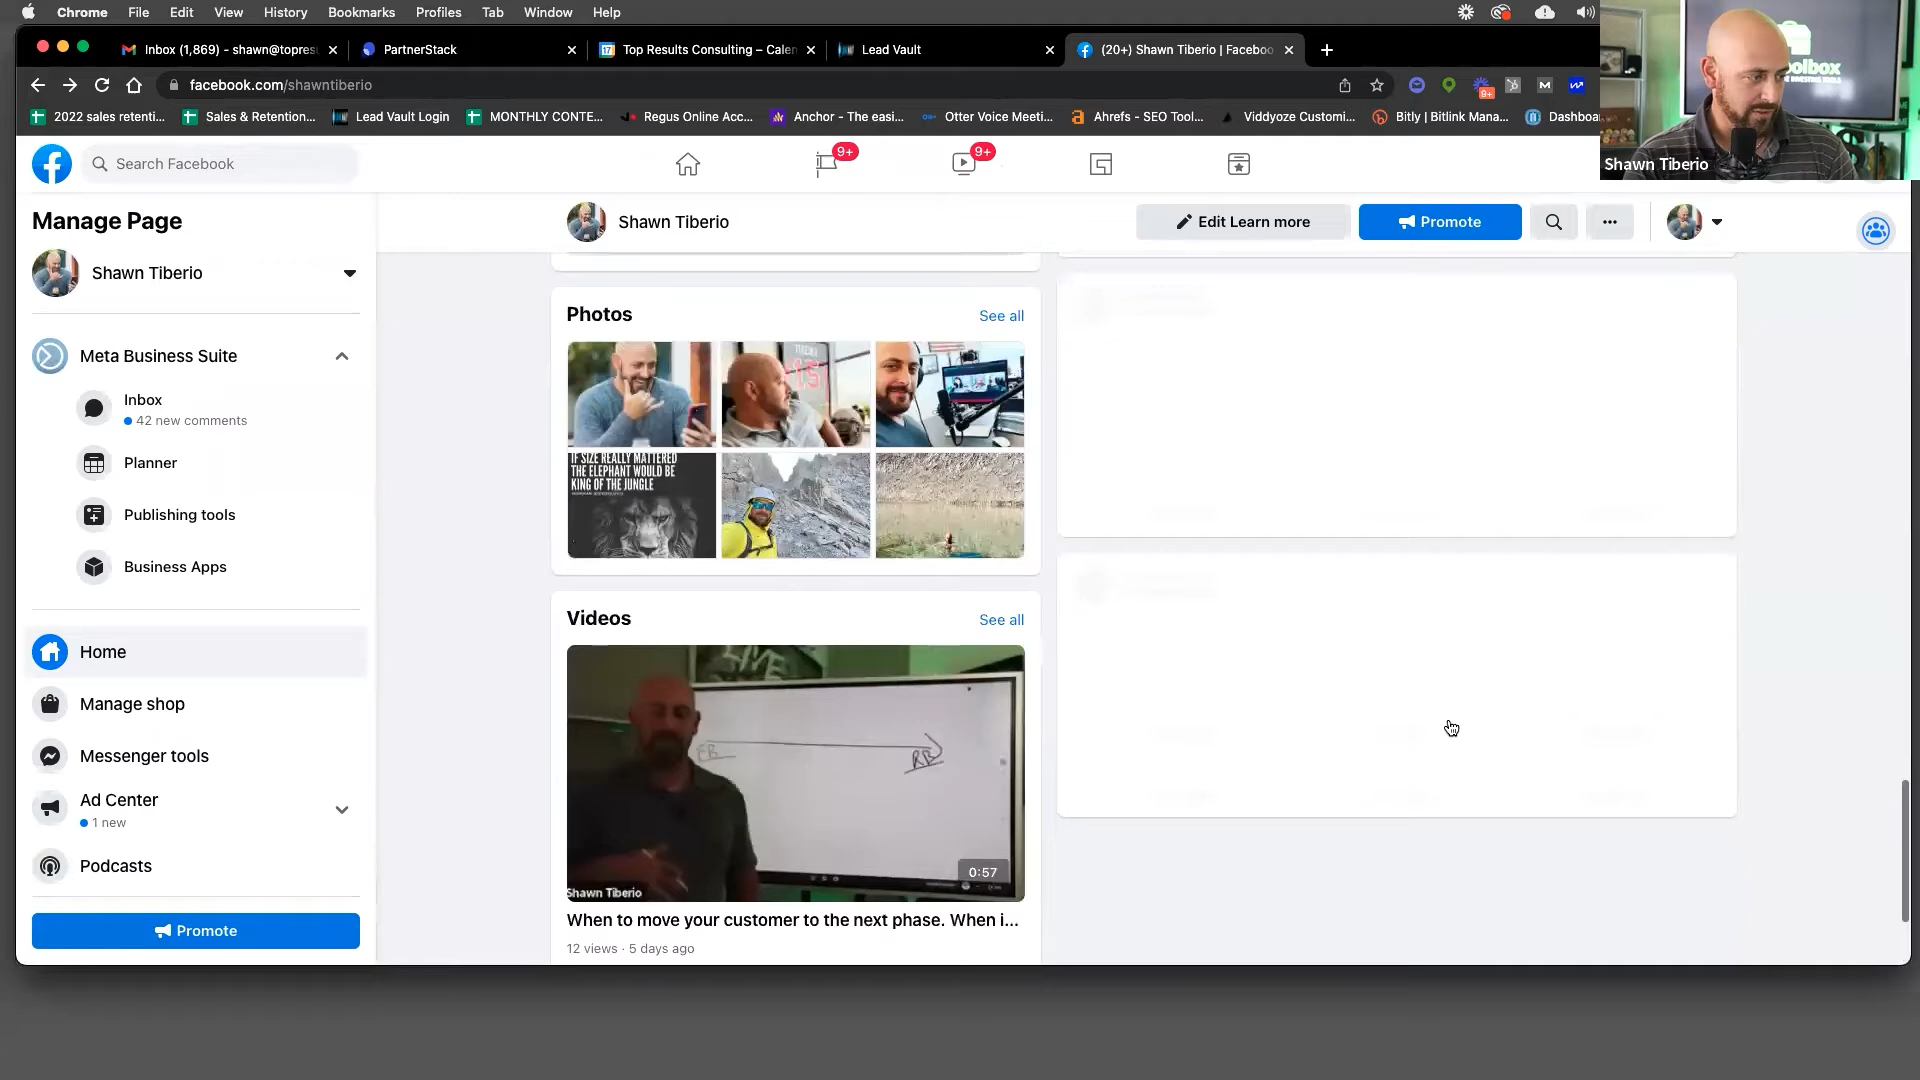 Chrome File Edit View History Bookmarks Profiles Tab Window Help
Inbox (1,869) - shawn@topres
PartnerStack
Top Results Consulting – Calen
Lead Vault
(20+) Shawn Tiberio | Faceboo
facebook.com/shawntiberio
9+
2022 sales retenti...
Sales & Retention...
Lead Vault Login
MONTHLY CONTE...
Regus Online Acc...
Anchor - The easi...
Otter Voice Meeti...
Ahrefs - SEO Tool...
Viddyoze Customi...
Bitly | Bitlink Mana...
Dashboa
olbox
Shawn Tiberio
Search Facebook
9+
9+
Manage Page
Shawn Tiberio
Shawn Tiberio
Edit Learn more
Promote
Meta Business Suite
Inbox
42 new comments
Planner
Publishing tools
Business Apps
Home
Manage shop
Messenger tools
Ad Center
1 new
Podcasts
Promote
Photos
See all
IF SIZE REALLY MATTERED
THE ELEPHANT WOULD BE
KING OF THE JUNGLE
Videos
See all
RB
0:57
Shawn Tiberio
When to move your customer to the next phase. When i...
12 views · 5 days ago